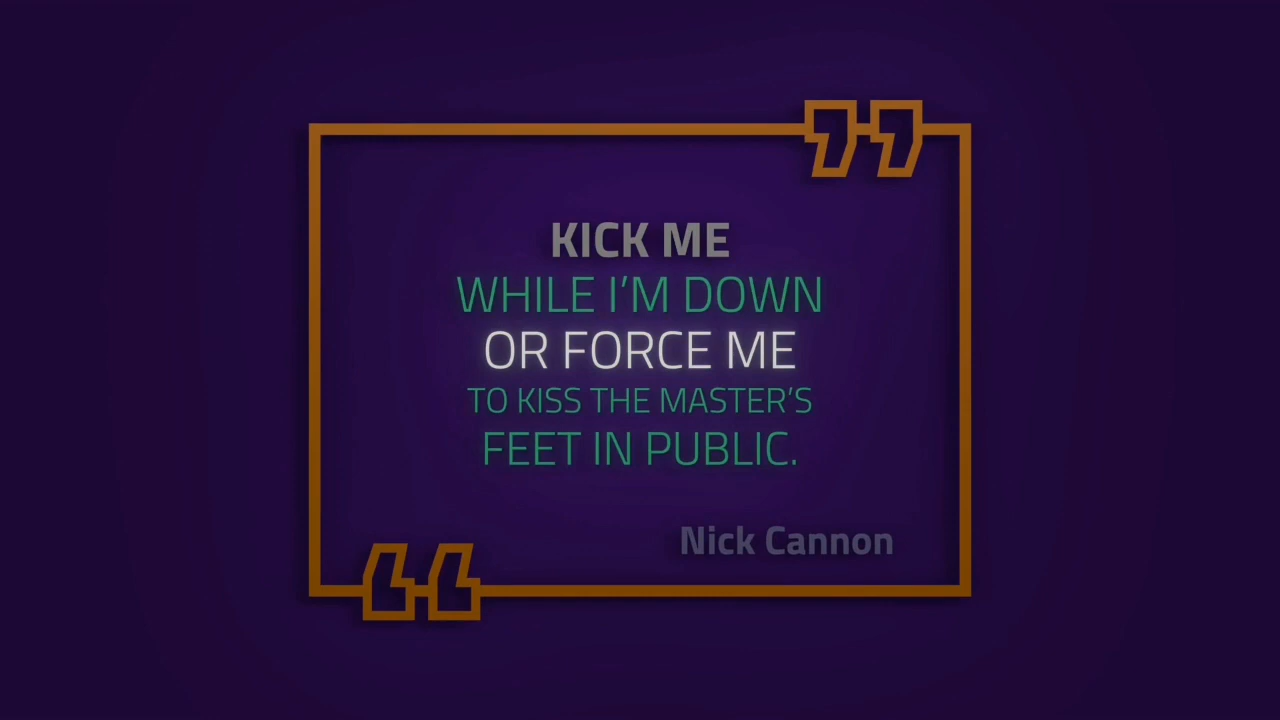 KICK ME
WHILE I’M DOWN
OR FORCE ME
TO KISS THE MASTER’S
FEET IN PUBLIC.
Nick Cannon